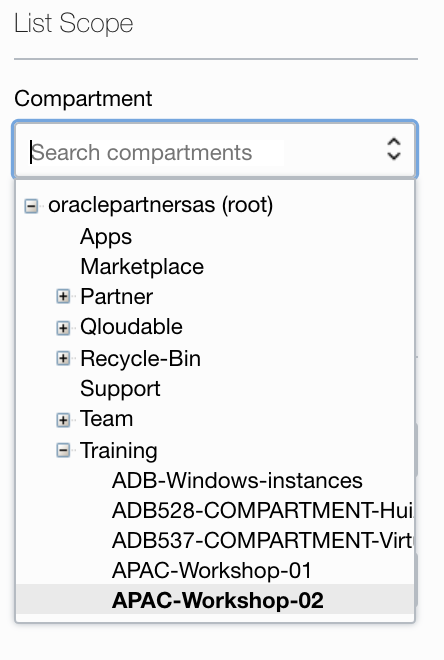 List Scope
Compartment
Search compartments
oraclepartnersas (root)
Apps
Marketplace
Partner
Qloudable
Recycle-Bin
Support
Team
Training
ADB-Windows-instances
ADB528-COMPARTMENT-Hui
ADB537-COMPARTMENT-Virt
APAC-Workshop-01
APAC-Workshop-02